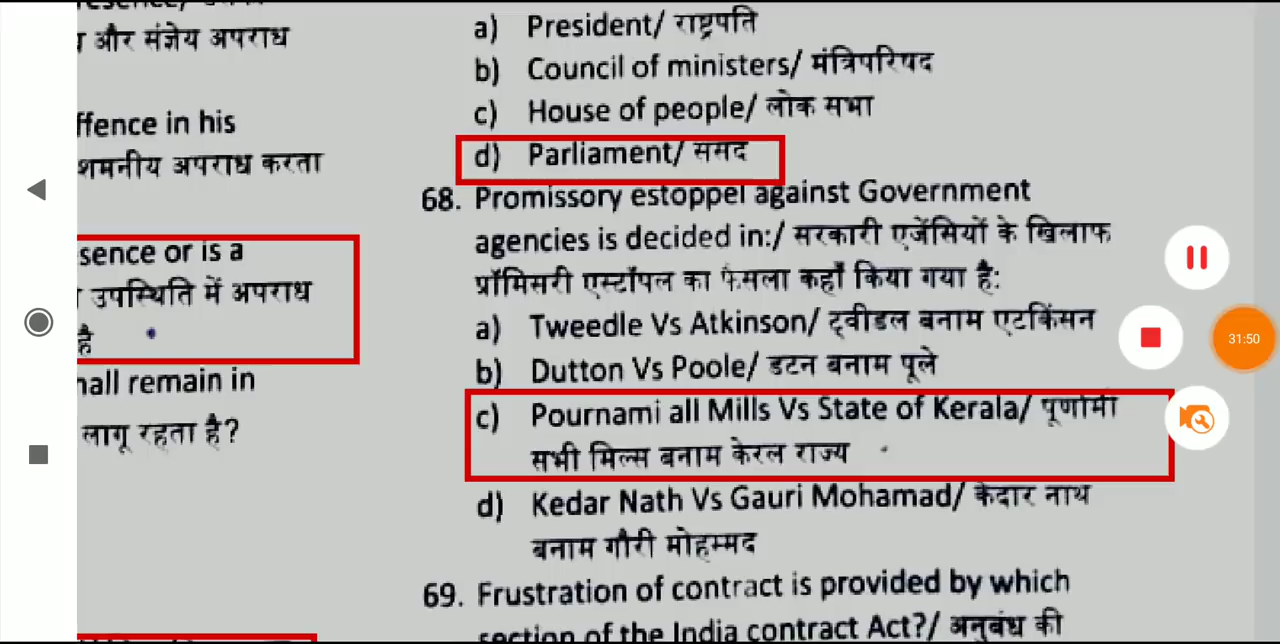 और संज्ञेय अपराध
ffence in his
शमनीय अपराध करता
sence or is a
उपस्थिति में अपराध
है
nall remain in
लागू रहता है?
a) President/ राष्ट्रपति
b) Council of ministers/ मंत्रिपरिषद
c) House of people/ लोक सभा
d) Parliament/ ससद
68. Promissory estoppel against Government
agencies is decided in:/ सरकारी एजेंसियों के खिलाफ
प्रॉमिसरी एस्टॉपल का फैसला कहाँ किया गया है:
a) Tweedle Vs Atkinson/ ट्वीडल बनाम एटकिंसन
b) Dutton Vs Poole/ डटन बनाम पूले
c) Pournami all Mills Vs State of Kerala/ पूर्णामी
सभी मिल्स बनाम केरल राज्य
d) Kedar Nath Vs Gauri Mohamad/ केदार नाथ
बनाम गौरी मोहम्मद
69. Frustration of contract is provided by which
section of the India contract Act?/ अनुबंध की
31:50